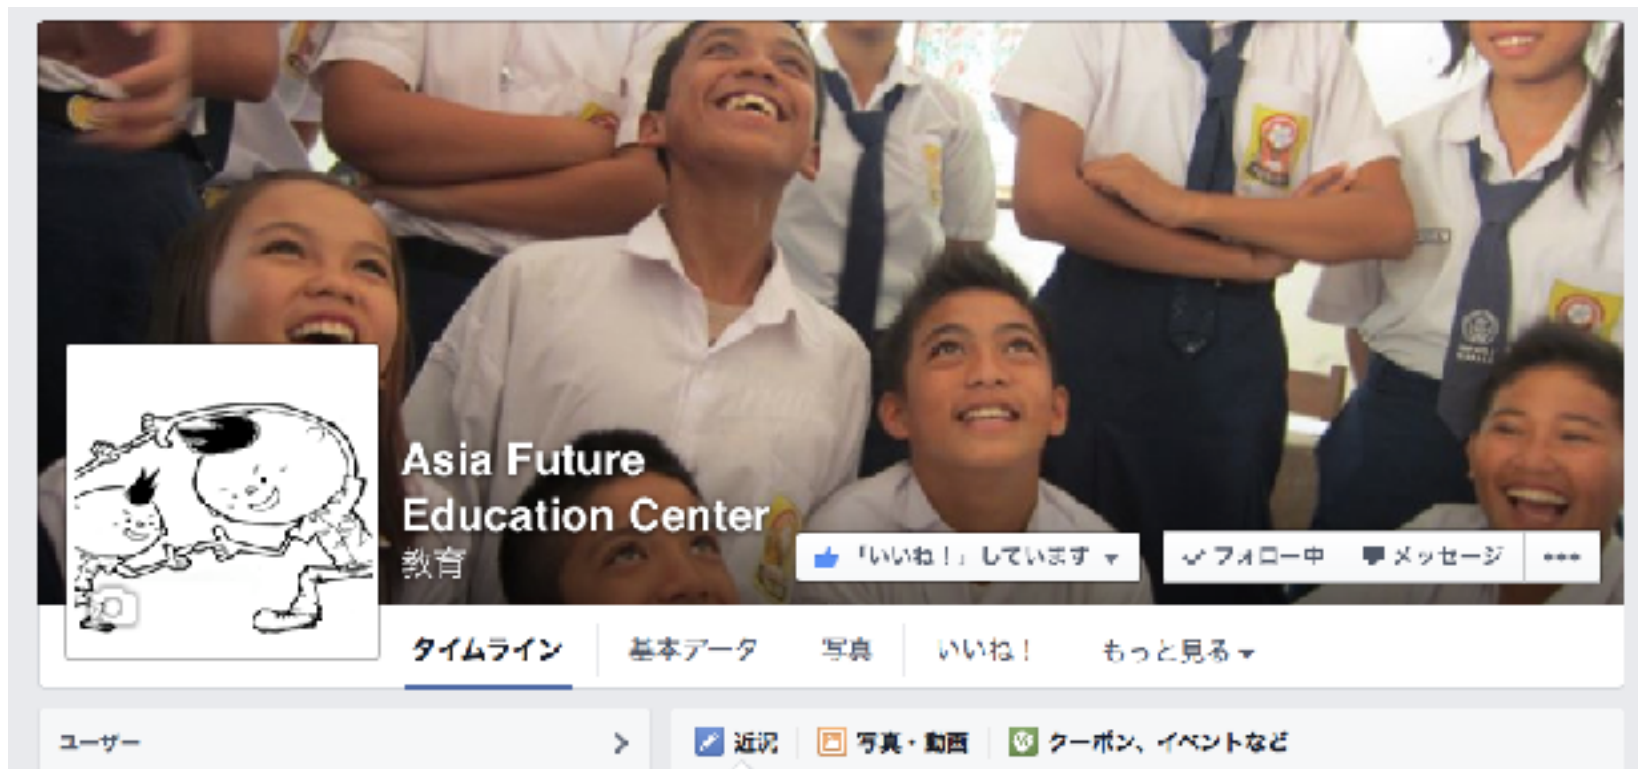 Asia Future
Education Center
教育
「いいね！」しています
フォロー中
メッセージ
タイムライン
基本データ
写真
いいね！
もっと見る
ユーザー
近況
写真・動画
クーポン、イベントなど